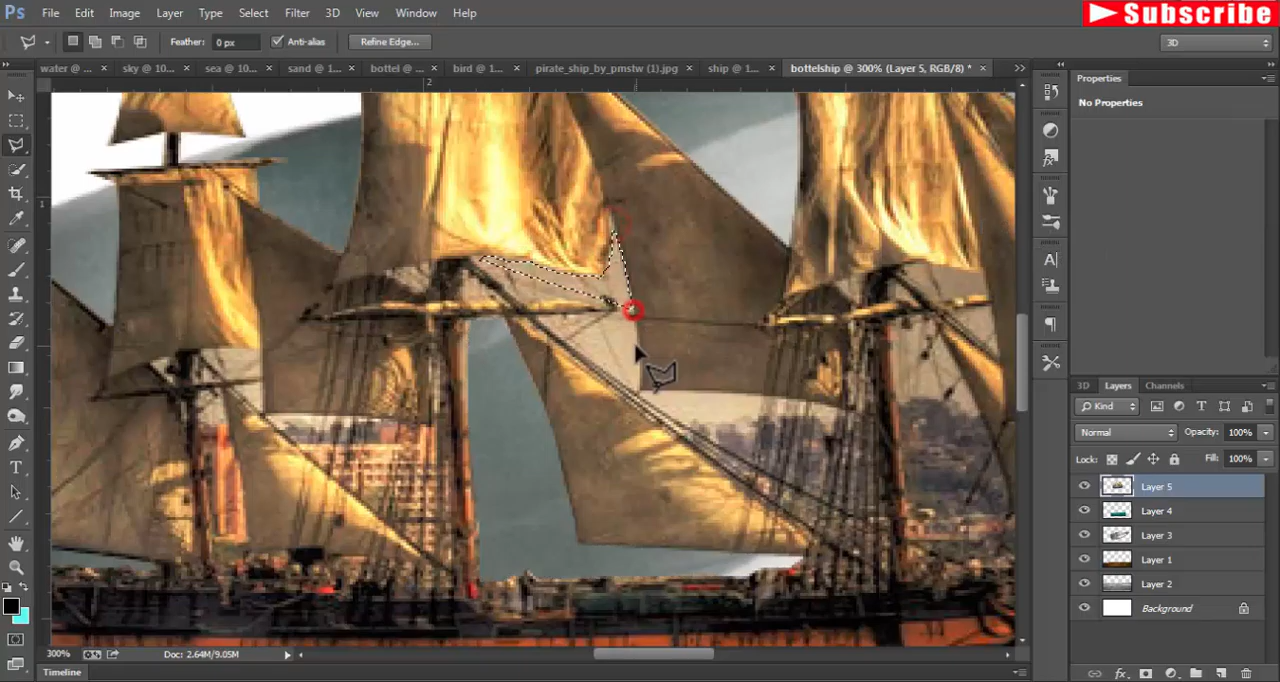 Ps File Edit Image Layer Type Select Filter 3D View Window Help
Subscribe
Feather: 0 px Anti-alias Refine Edge... 3D
water @ ... × sky @ 10... × sea @ 10... × sand @ 1... × bottel @ ... × bird @ 1... × pirate_ship_by_pmstw (1).jpg × ship @ 1... × bottelship @ 300% (Layer 5, RGB/8) * ×
2
1
Properties
No Properties
3D Layers Channels
Kind
Normal Opacity: 100%
Lock: Fill: 100%
Layer 5
Layer 4
Layer 3
Layer 1
Layer 2
Background
300% Doc: 2.64M/9.05M
Timeline